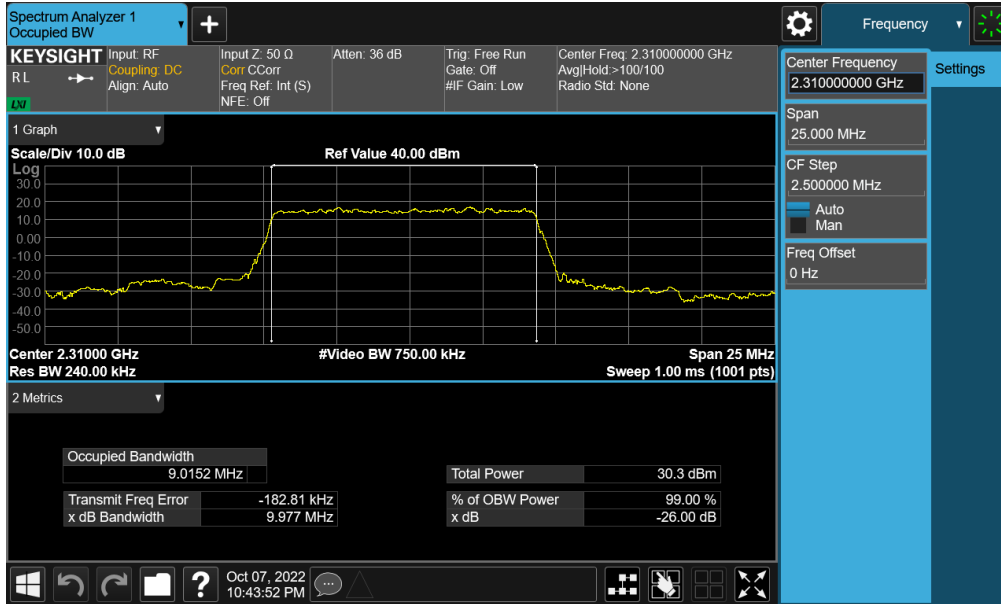 Spectrum Analyzer 1
Occupied BW
Frequency
KEYSIGHT
R L
LXI
Input: RF
Coupling: DC
Align: Auto
Input Z: 50 Ω
Corr CCorr
Freq Ref: Int (S)
NFE: Off
Atten: 36 dB
Trig: Free Run
Gate: Off
#IF Gain: Low
Center Freq: 2.310000000 GHz
Avg|Hold:>100/100
Radio Std: None
Center Frequency
2.310000000 GHz
Settings
Span
25.000 MHz
CF Step
2.500000 MHz
Auto
Man
Freq Offset
0 Hz
1 Graph
Scale/Div 10.0 dB
Ref Value 40.00 dBm
Log
30.0
20.0
10.0
0.00
-10.0
-20.0
-30.0
-40.0
-50.0
Center 2.31000 GHz
#Video BW 750.00 kHz
Span 25 MHz
Res BW 240.00 kHz
Sweep 1.00 ms (1001 pts)
2 Metrics
Occupied Bandwidth
9.0152 MHz
Total Power 30.3 dBm
Transmit Freq Error -182.81 kHz
% of OBW Power 99.00 %
x dB Bandwidth 9.977 MHz
x dB -26.00 dB
?
Oct 07, 2022
10:43:52 PM